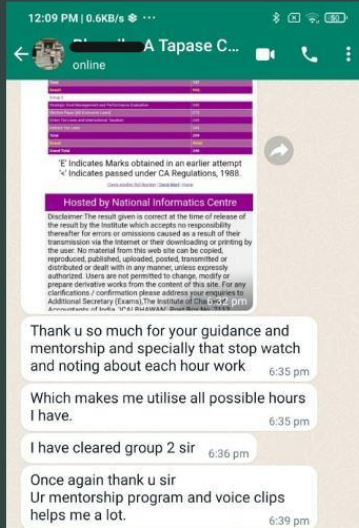 12:09 PM | 0.6KB/s
A Tapase C...
online
Group II
Total
Grand Total
'E' Indicates Marks obtained in an earlier attempt
'<' Indicates passed under CA Regulations, 1988.
Hosted by National Informatics Centre
Disclaimer:The result given is correct at the time of release of
the result by the Institute which accepts no responsibility
thereafter for errors or omissions caused as a result of their
transmission via the Internet or their downloading or printing by
the user. No material from this web site can be copied,
reproduced, published, uploaded, posted, transmitted or
distributed or dealt with in any manner, unless expressly
authorized. Users are not permitted to change, modify or
prepare derivative works from the content of this site. For any
clarifications / confirmation please address your enquiries to
Additional Secretary (Exams),The Institute of
6:32 pm
Thank u so much for your guidance and
mentorship and specially that stop watch
and noting about each hour work
6:35 pm
Which makes me utilise all possible hours
I have.
6:35 pm
I have cleared group 2 sir
6:36 pm
Once again thank u sir
Ur mentorship program and voice clips
helps me a lot.
6:39 pm